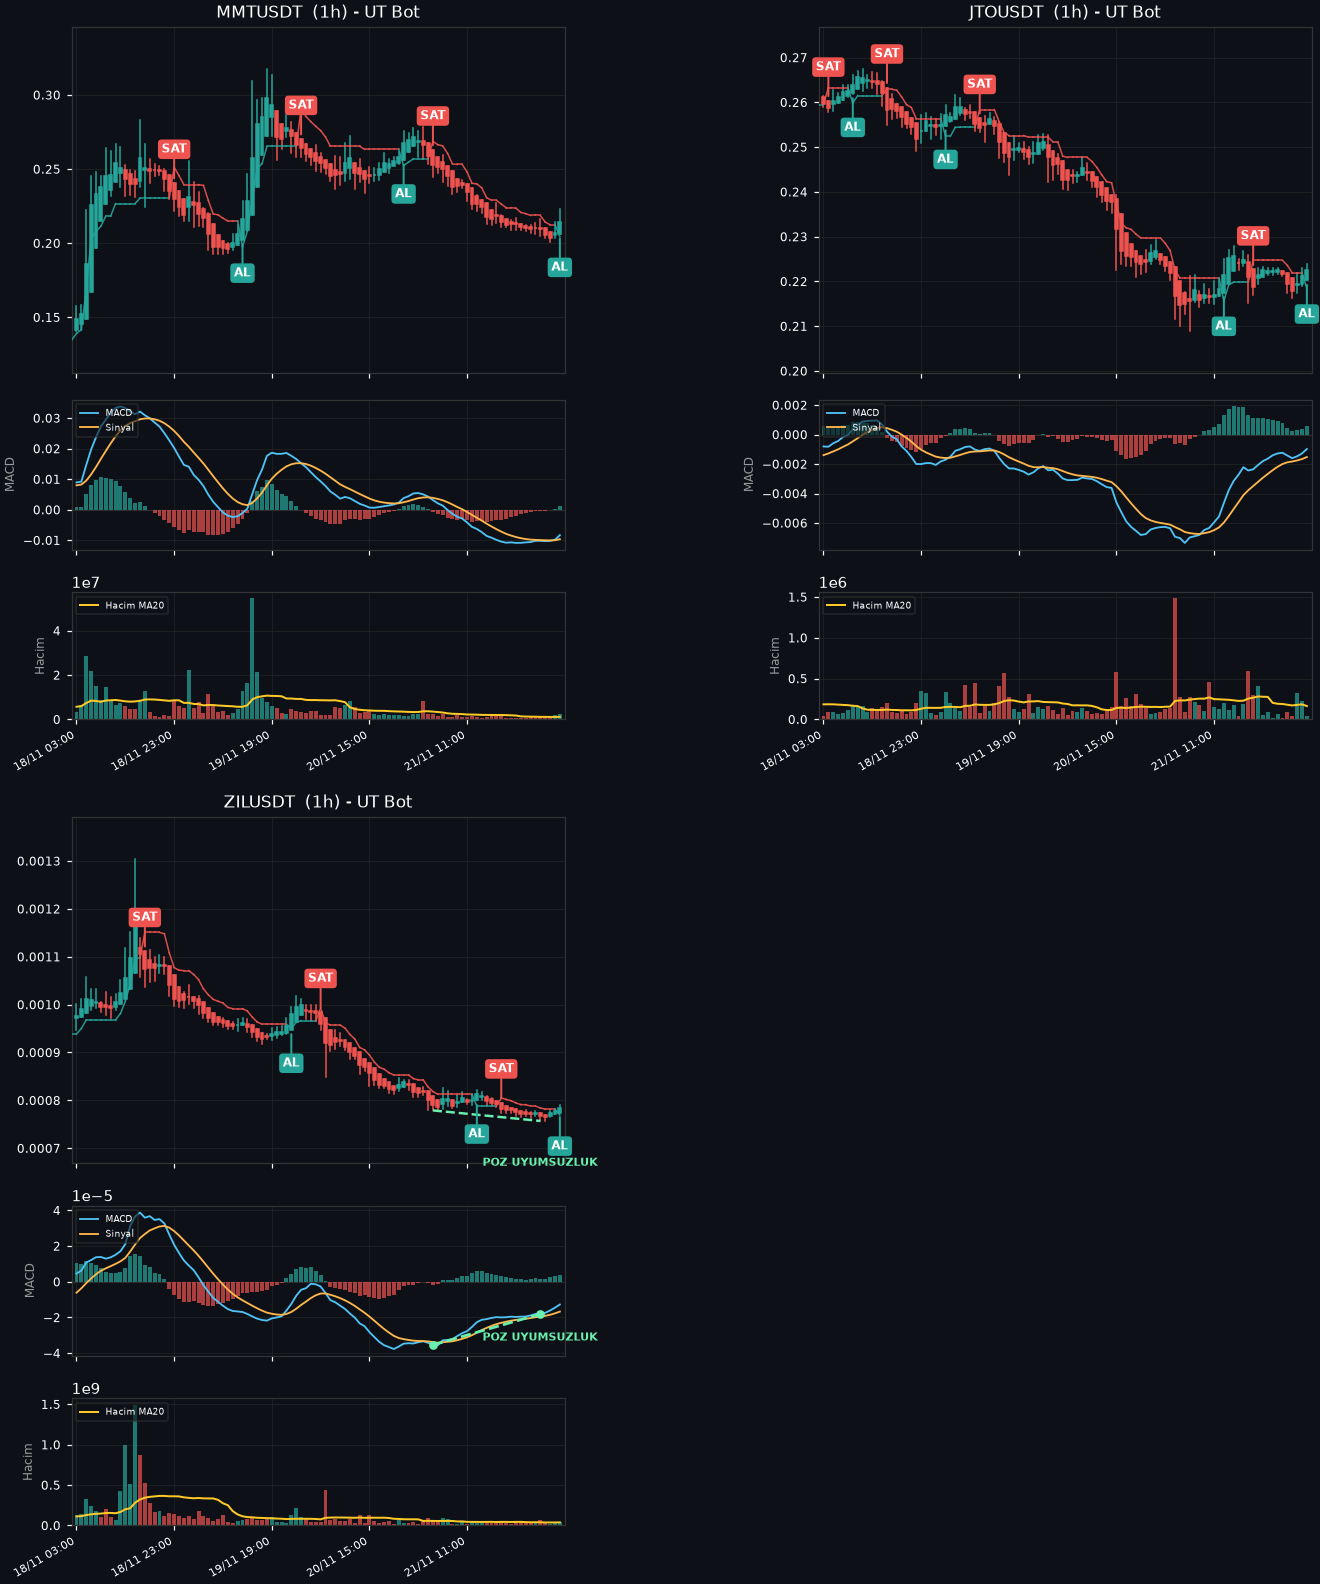 MMTUSDT  (1h) - UT Bot
0.30
0.25
0.20
0.15
SAT
SAT
SAT
AL
AL
AL
MACD
0.03
0.02
0.01
0.00
−0.01
MACD
Sinyal
1e7
Hacim
4
2
0
Hacim MA20
18/11 03:00
18/11 23:00
19/11 19:00
20/11 15:00
21/11 11:00
JTOUSDT  (1h) - UT Bot
0.27
0.26
0.25
0.24
0.23
0.22
0.21
0.20
SAT
SAT
SAT
SAT
AL
AL
AL
AL
MACD
0.002
0.000
−0.002
−0.004
−0.006
MACD
Sinyal
1e6
Hacim
1.5
1.0
0.5
0.0
Hacim MA20
18/11 03:00
18/11 23:00
19/11 19:00
20/11 15:00
21/11 11:00
ZILUSDT  (1h) - UT Bot
0.0013
0.0012
0.0011
0.0010
0.0009
0.0008
0.0007
SAT
SAT
SAT
AL
AL
AL
POZ UYUMSUZLUK
1e−5
MACD
4
2
0
−2
−4
MACD
Sinyal
POZ UYUMSUZLUK
1e9
Hacim
1.5
1.0
0.5
0.0
Hacim MA20
18/11 03:00
18/11 23:00
19/11 19:00
20/11 15:00
21/11 11:00